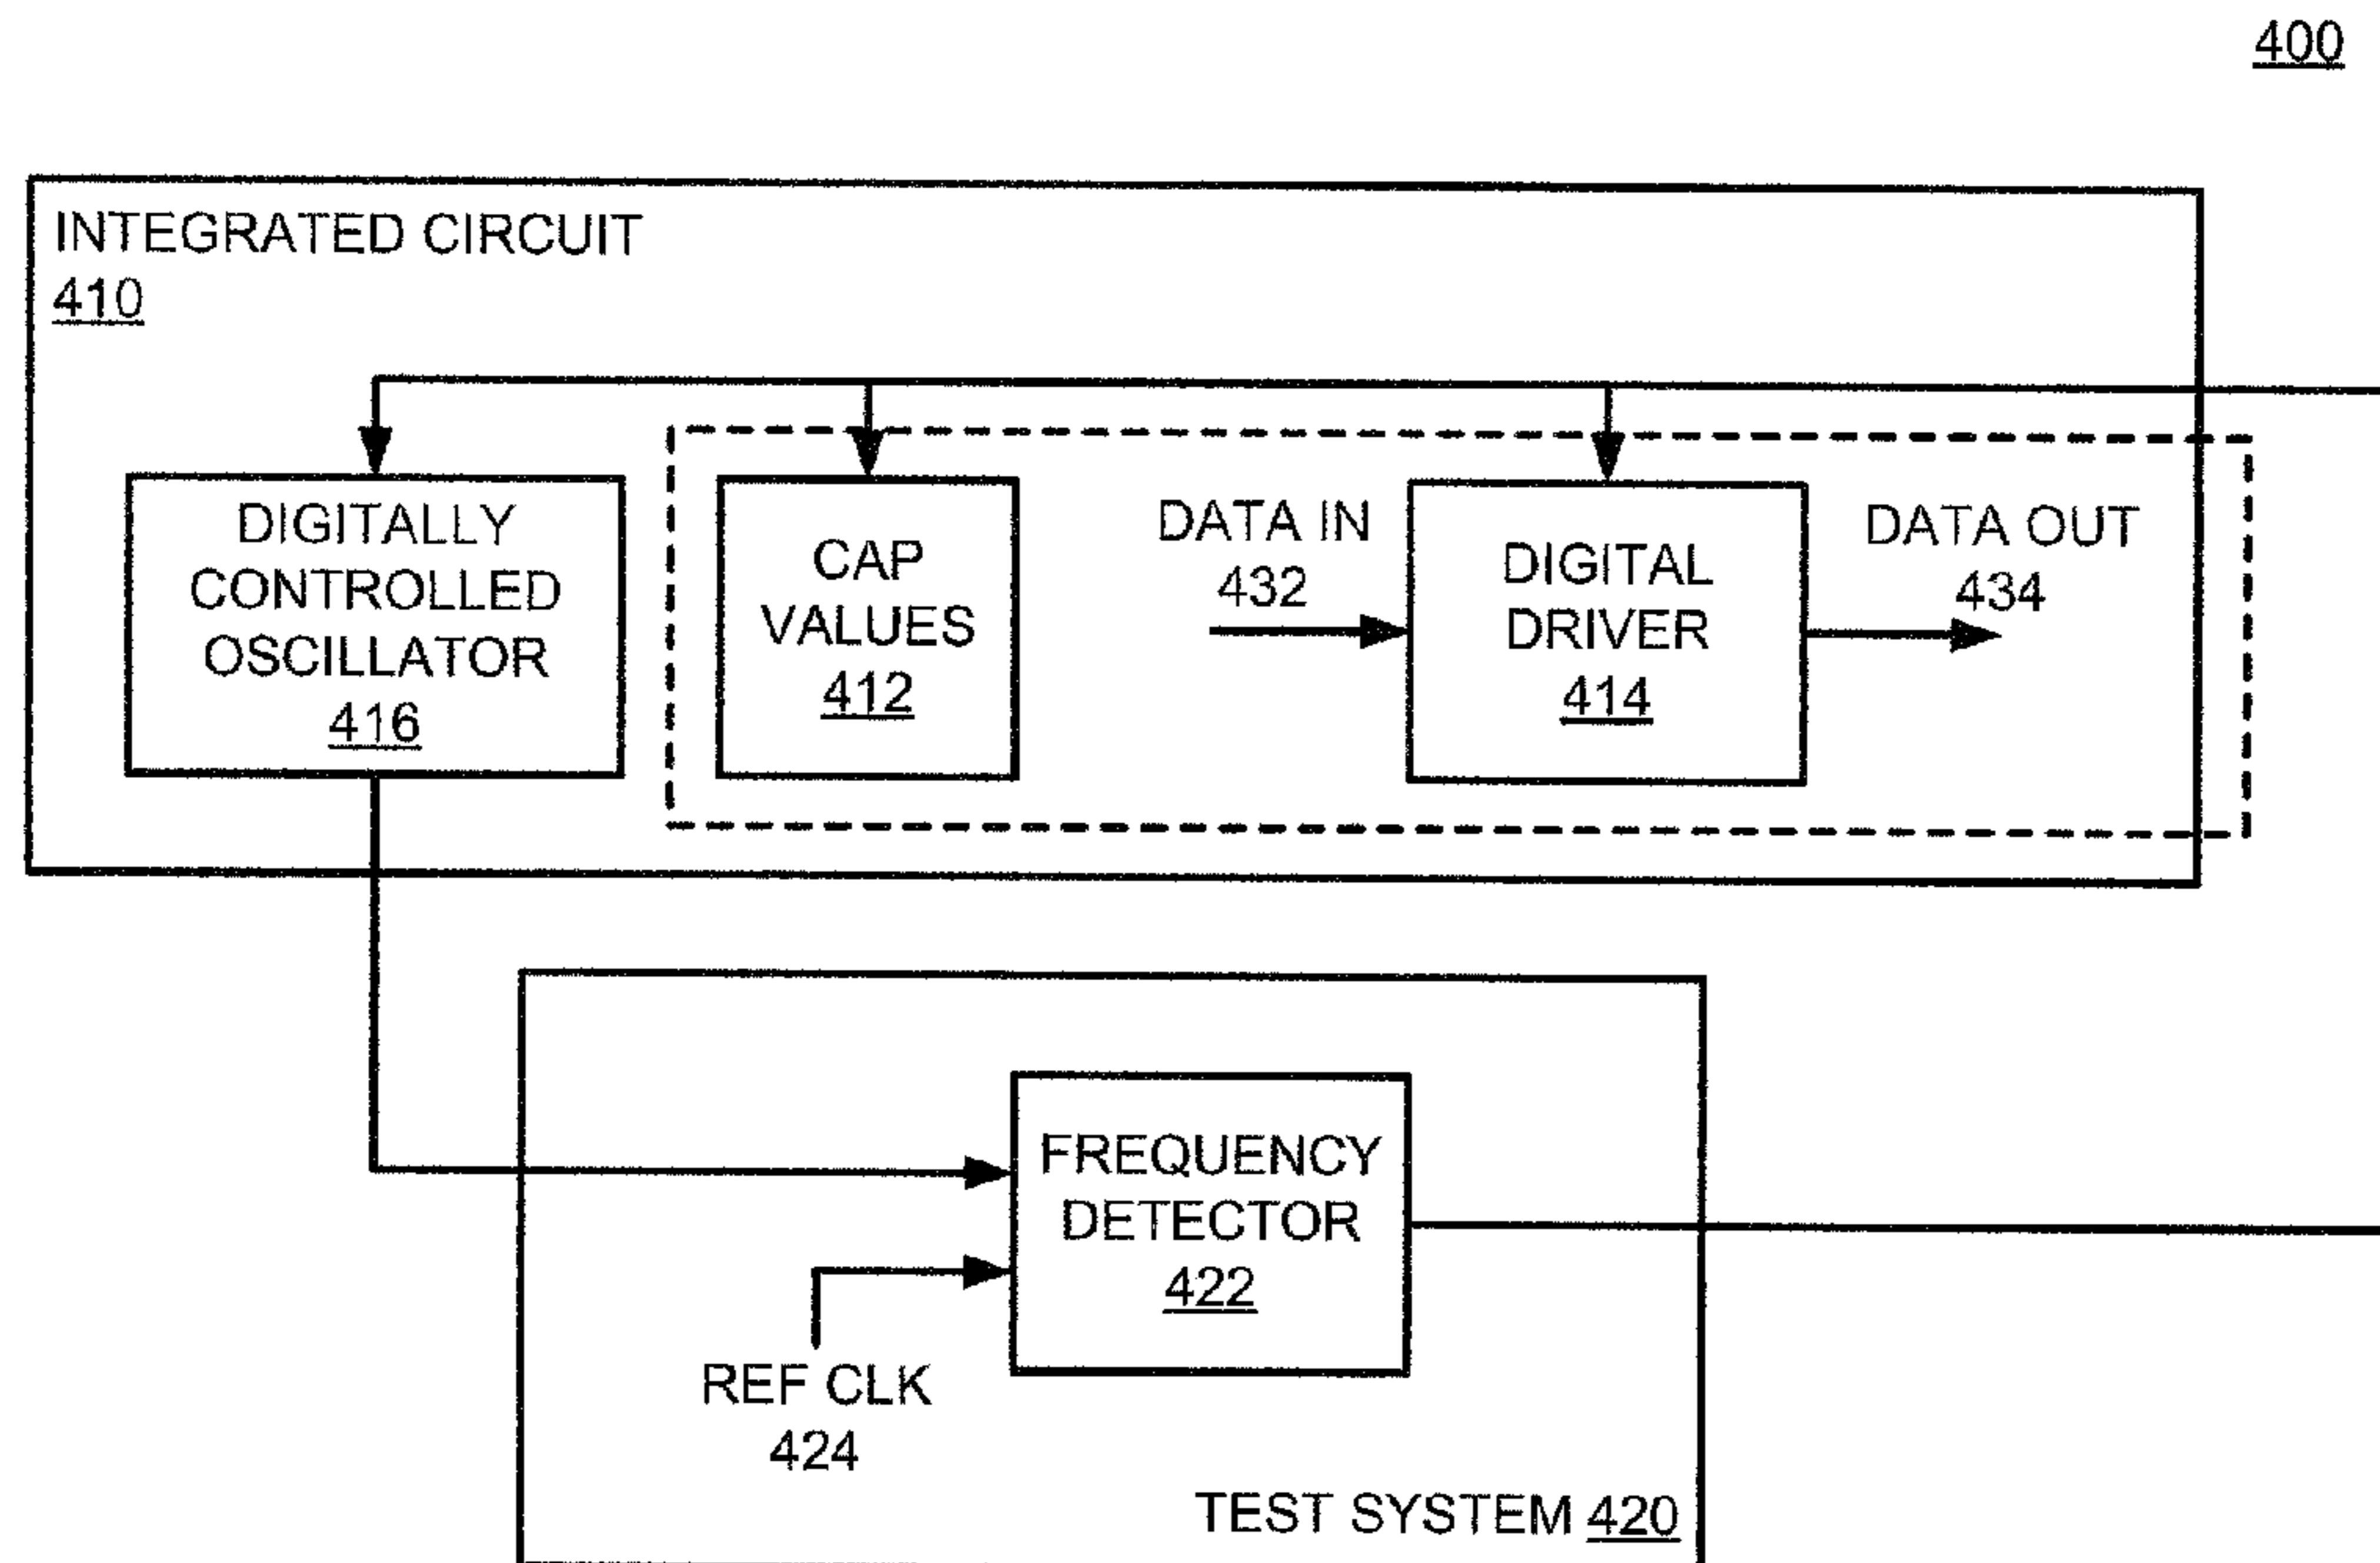 400
INTEGRATED CIRCUIT
410
DIGITALLY
CONTROLLED
OSCILLATOR
416
CAP
VALUES
412
DATA IN
432
DIGITAL
DRIVER
414
DATA OUT
434
FREQUENCY
DETECTOR
422
REF CLK
424
TEST SYSTEM 420